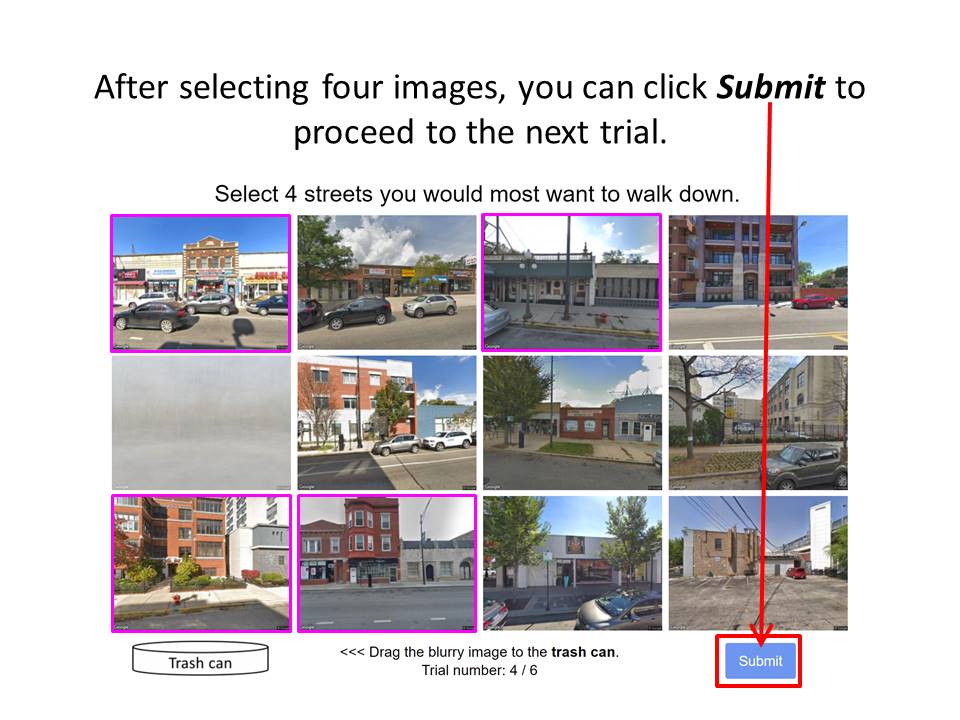 After selecting four images, you can click Submit to
proceed to the next trial.
Select 4 streets you would most want to walk down.
Trash can
<<< Drag the blurry image to the trash can.
Trial number: 4 / 6
Submit